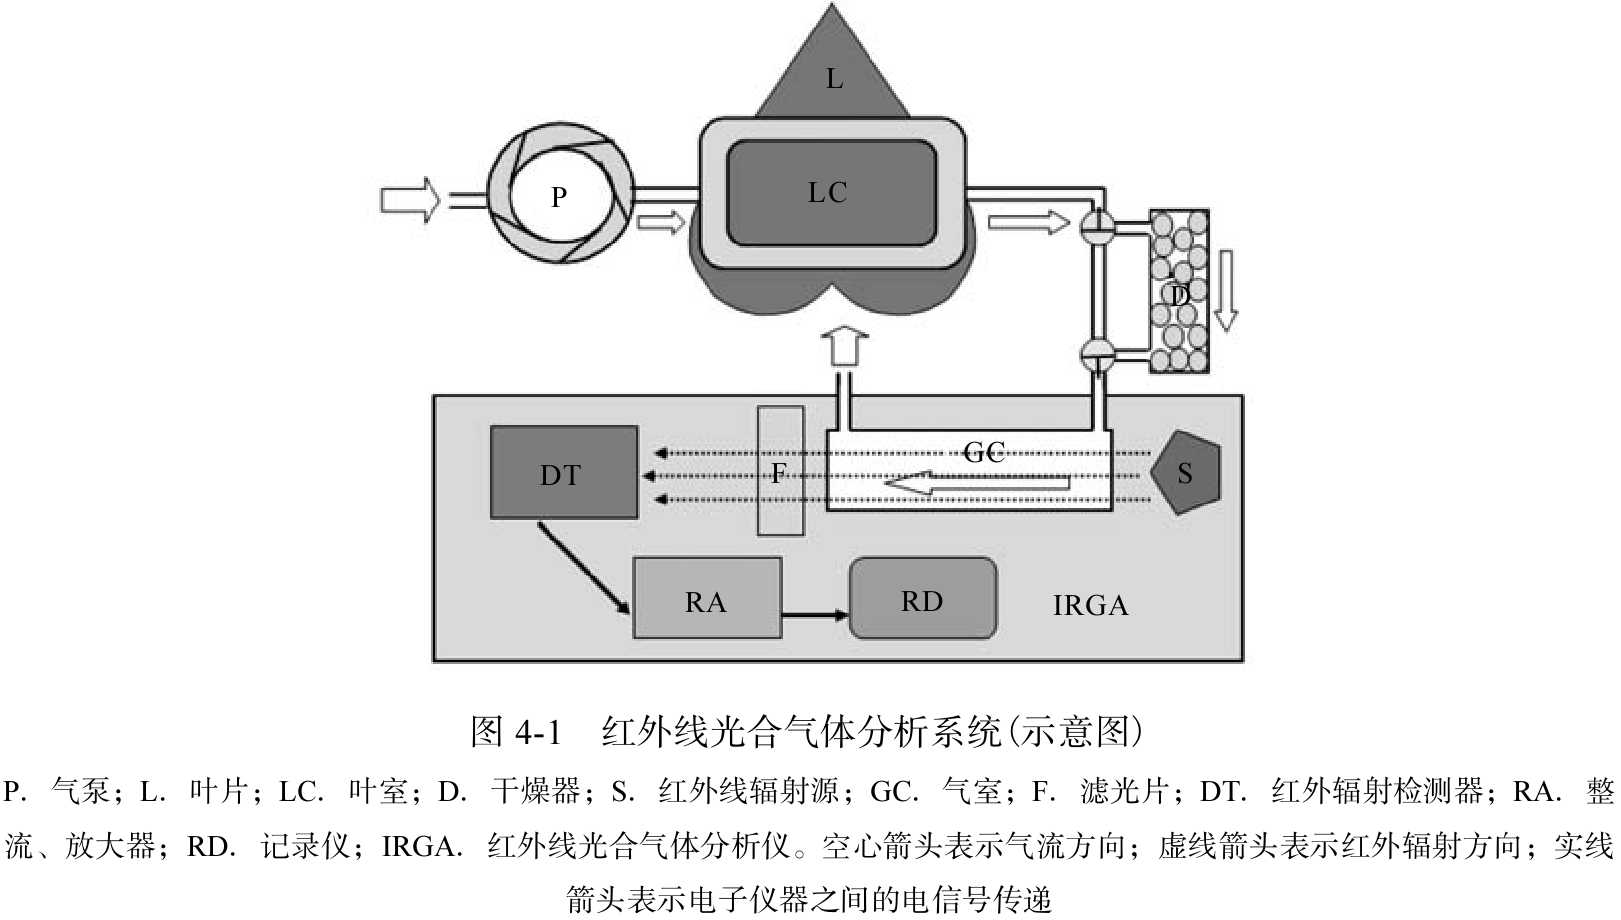 L
P
LC
D
GC
DT
F
S
RA
RD
IRGA
图 4-1 红外线光合气体分析系统(示意图)
P. 气泵；L. 叶片；LC. 叶室；D. 干燥器；S. 红外线辐射源；GC. 气室；F. 滤光片；DT. 红外辐射检测器；RA. 整
流、放大器；RD. 记录仪；IRGA. 红外线光合气体分析仪。空心箭头表示气流方向；虚线箭头表示红外辐射方向；实线
箭头表示电子仪器之间的电信号传递